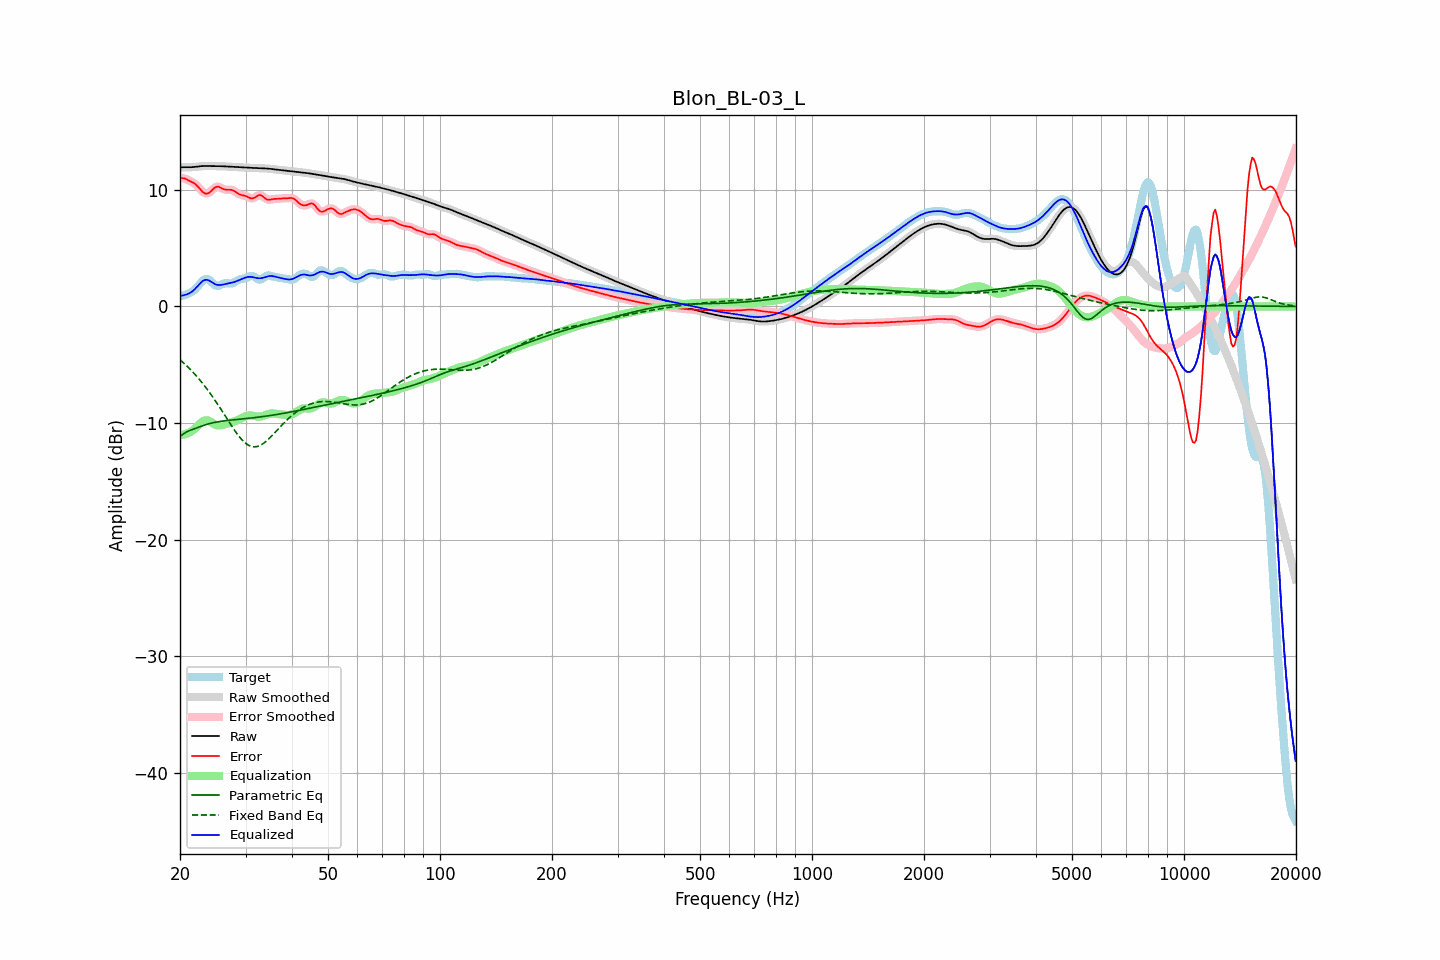 Blon_BL-03_L
Amplitude (dBr)
10
0
−10
−20
−30
−40
Target
Raw Smoothed
Error Smoothed
Raw
Error
Equalization
Parametric Eq
Fixed Band Eq
Equalized
20 50 100 200 500 1000 2000 5000 10000 20000
Frequency (Hz)